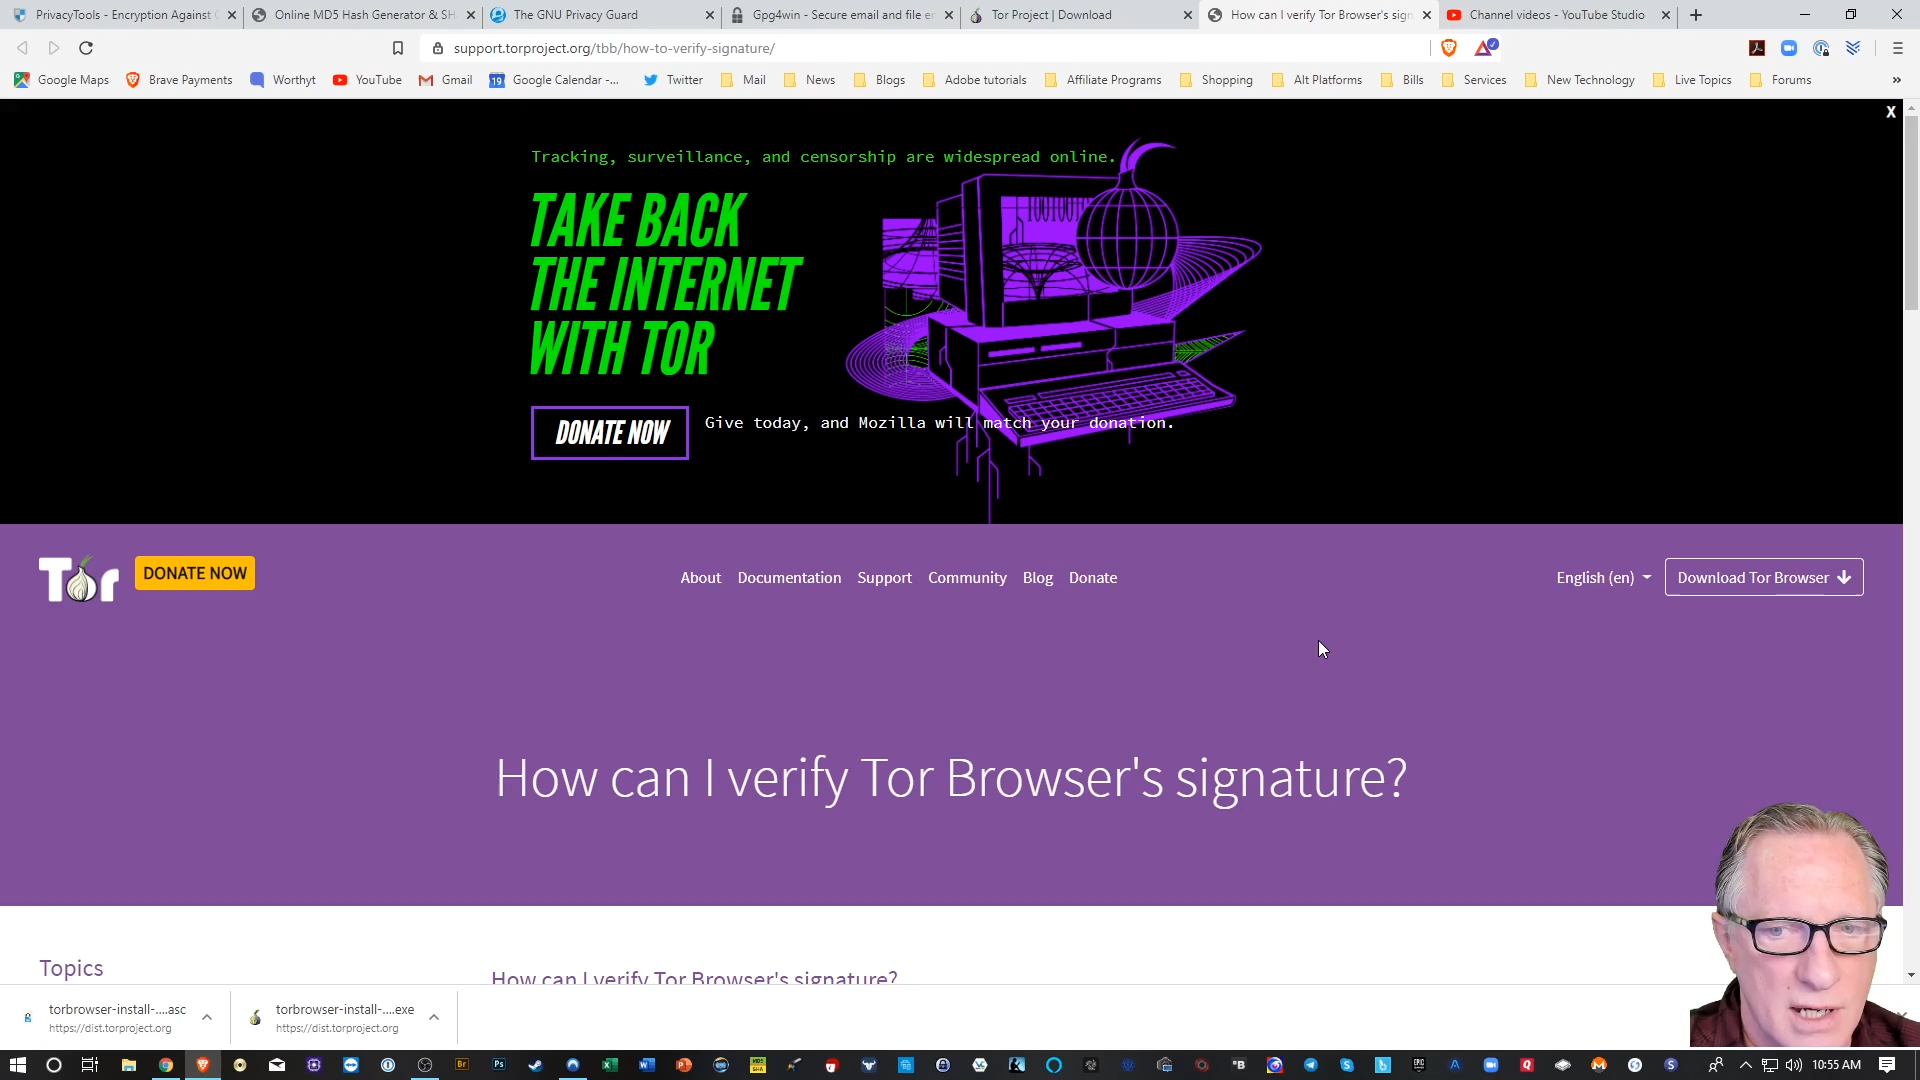 PrivacyTools - Encryption Against
Online MD5 Hash Generator & SH
The GNU Privacy Guard
Gpg4win - Secure email and file e
Tor Project | Download
How can I verify Tor Browser's sign
Channel videos - YouTube Studio
support.torproject.org/tbb/how-to-verify-signature/
Google Maps
Brave Payments
Worthyt
YouTube
Gmail
Google Calendar -...
Twitter
Mail
News
Blogs
Adobe tutorials
Affiliate Programs
Shopping
Alt Platforms
Bills
Services
New Technology
Live Topics
Forums
X
Tracking, surveillance, and censorship are widespread online.
TAKE BACK
THE INTERNET
WITH TOR
DONATE NOW
Give today, and Mozilla will match your donation.
Tor
DONATE NOW
About
Documentation
Support
Community
Blog
Donate
English (en)
Download Tor Browser
How can I verify Tor Browser's signature?
Topics
How can I verify Tor Browser's signature?
torbrowser-install-....asc
https://dist.torproject.org
torbrowser-install-....exe
https://dist.torproject.org
10:55 AM